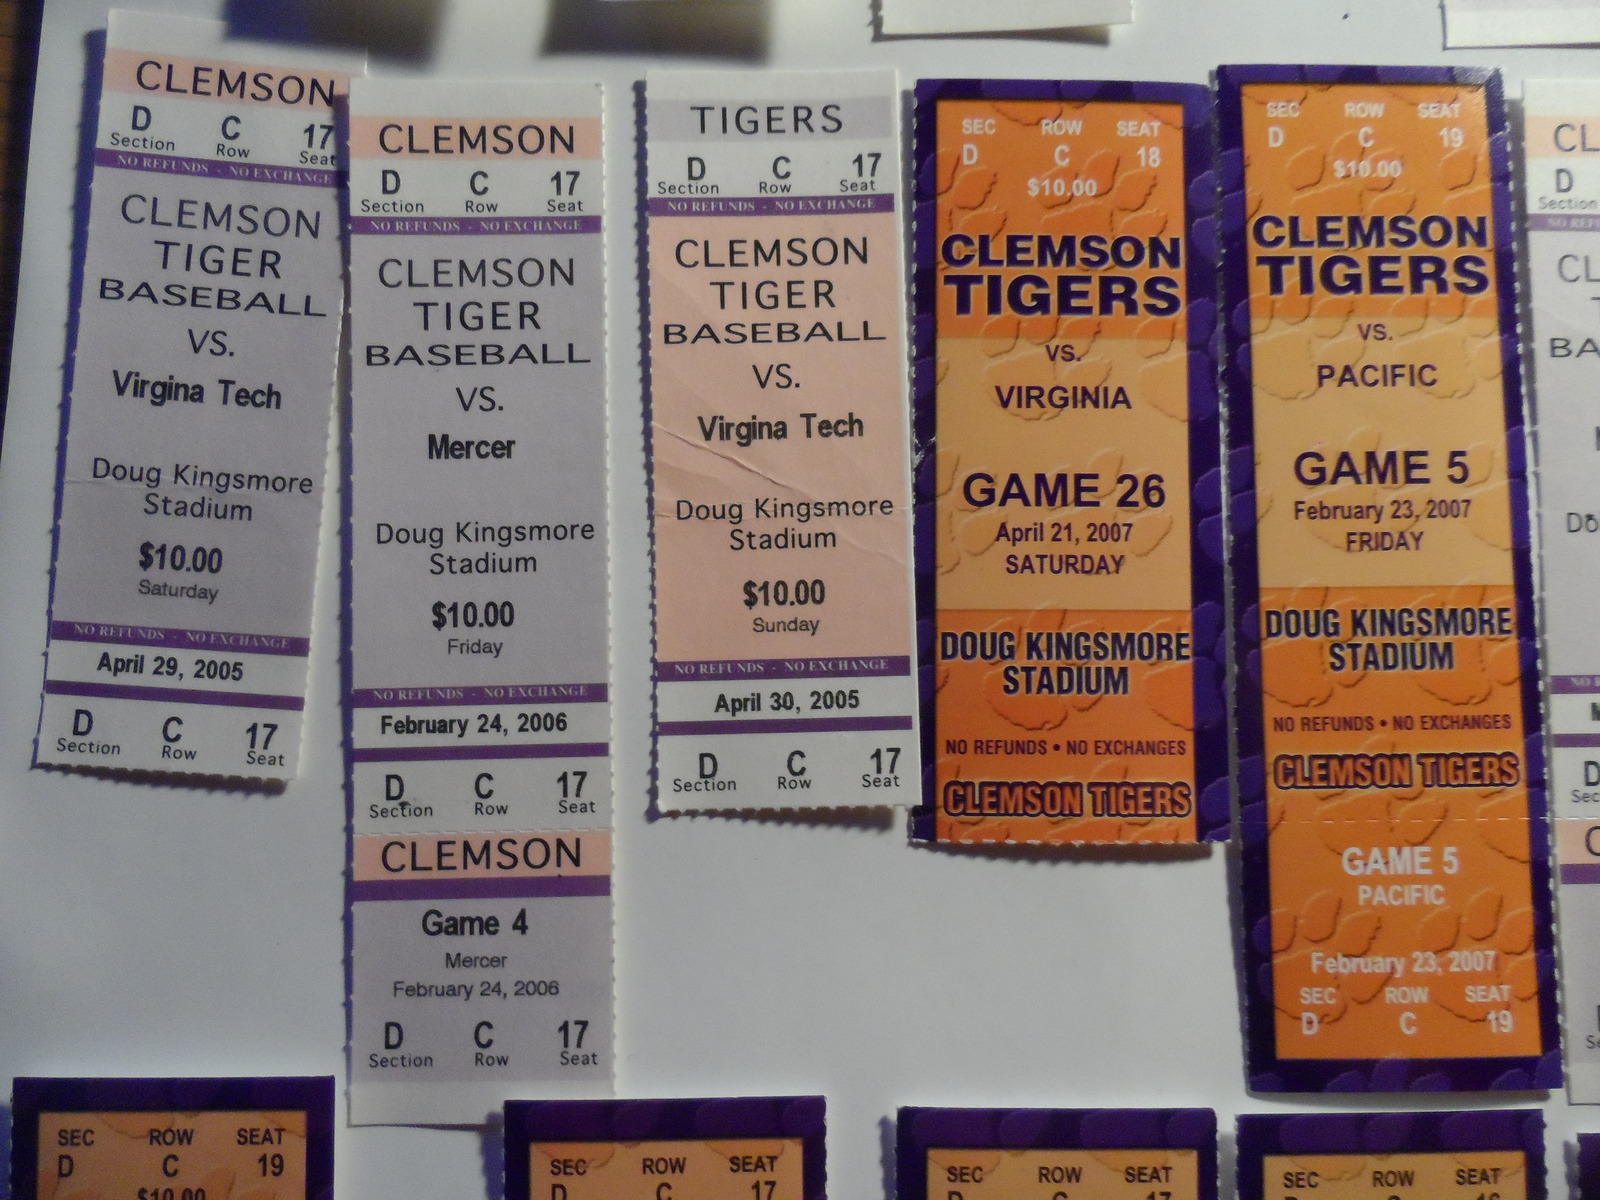 CLEMSON
D C 17
Section Row Seat
NO REFUNDS - NO EXCHANGE
CLEMSON
TIGER
BASEBALL
VS.
Virgina Tech
Doug Kingsmore
Stadium
$10.00
Saturday
NO REFUNDS - NO EXCHANGE
April 29, 2005
D C 17
Section Row Seat
CLEMSON
D C 17
Section Row Seat
NO REFUNDS - NO EXCHANGE
CLEMSON
TIGER
BASEBALL
VS.
Mercer
Doug Kingsmore
Stadium
$10.00
Friday
NO REFUNDS - NO EXCHANGE
February 24, 2006
D C 17
Section Row Seat
CLEMSON
Game 4
Mercer
February 24, 2006
D C 17
Section Row Seat
TIGERS
D C 17
Section Row Seat
NO REFUNDS - NO EXCHANGE
CLEMSON
TIGER
BASEBALL
VS.
Virgina Tech
Doug Kingsmore
Stadium
$10.00
Sunday
NO REFUNDS - NO EXCHANGE
April 30, 2005
D C 17
Section Row Seat
SEC ROW SEAT
D C 18
$10.00
CLEMSON
TIGERS
VS.
VIRGINIA
GAME 26
April 21, 2007
SATURDAY
DOUG KINGSMORE
STADIUM
NO REFUNDS • NO EXCHANGES
CLEMSON TIGERS
SEC ROW SEAT
D C 19
$10.00
CLEMSON
TIGERS
VS.
PACIFIC
GAME 5
February 23, 2007
FRIDAY
DOUG KINGSMORE
STADIUM
NO REFUNDS • NO EXCHANGES
CLEMSON TIGERS
GAME 5
PACIFIC
February 23, 2007
SEC ROW SEAT
D C 19
CL
D
Section
CL
BA
D
SEC ROW SEAT
D C 19
$10.00
SEC ROW SEAT
D C 17
SEC ROW SEAT
SEC ROW SEAT